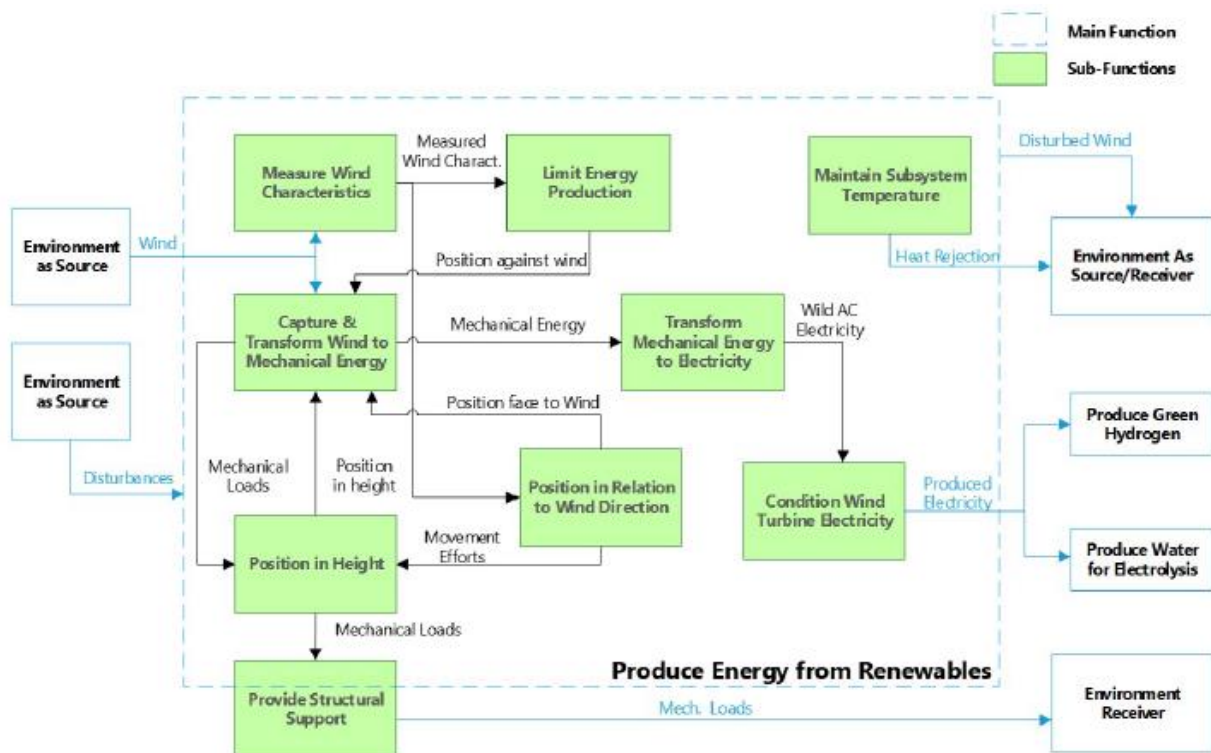 Main Function
Sub-Functions
Measure Wind
Characteristics
Measured
Wind Charact.
Limit Energy
Production
Maintain Subsystem
Temperature
Disturbed Wind
Environment
as Source
Wind
Position against wind
Heat Rejection
Environment As
Source/Receiver
Capture &
Transform Wind to
Mechanical Energy
Mechanical Energy
Transform
Mechanical Energy
to Electricity
Wild AC
Electricity
Environment
as Source
Position face to Wind
Produce Green
Hydrogen
Disturbances
Mechanical
Loads
Position
in height
Position in Relation
to Wind Direction
Condition Wind
Turbine Electricity
Produced
Electricity
Movement
Efforts
Position in Height
Produce Water
for Electrolysis
Mechanical Loads
Produce Energy from Renewables
Provide Structural
Support
Mech. Loads
Environment
Receiver